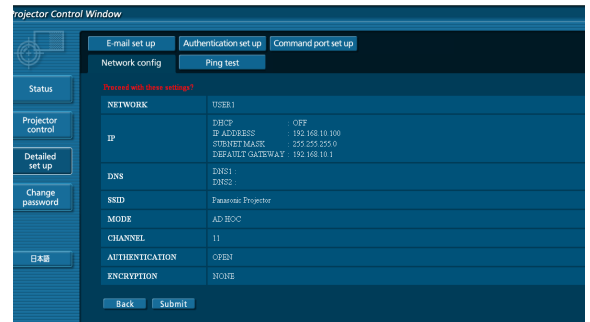 rojector Control Window
E-mail set up Authentication set up Command port set up
Network config Ping test
Status
Projector control
Detailed set up
Change password
日本語
Proceed with these settings?
NETWORK USER1
IP DHCP : OFF
IP ADDRESS : 192.168.10.100
SUBNET MASK : 255.255.255.0
DEFAULT GATEWAY : 192.168.10.1
DNS DNS1 :
DNS2 :
SSID Panasonic Projector
MODE AD HOC
CHANNEL 11
AUTHENTICATION OPEN
ENCRYPTION NONE
Back Submit